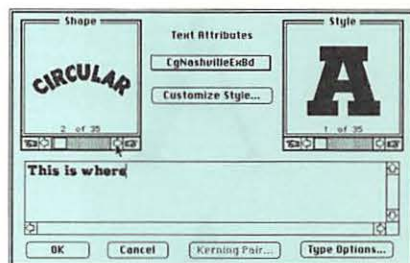 Shape
Text Attributes
Style
CIRCULAR
CgNashvilleExBd
A
Customize Style...
2 of 35
1 of 35
This is where
OK
Cancel
Kerning Pair...
Type Options...